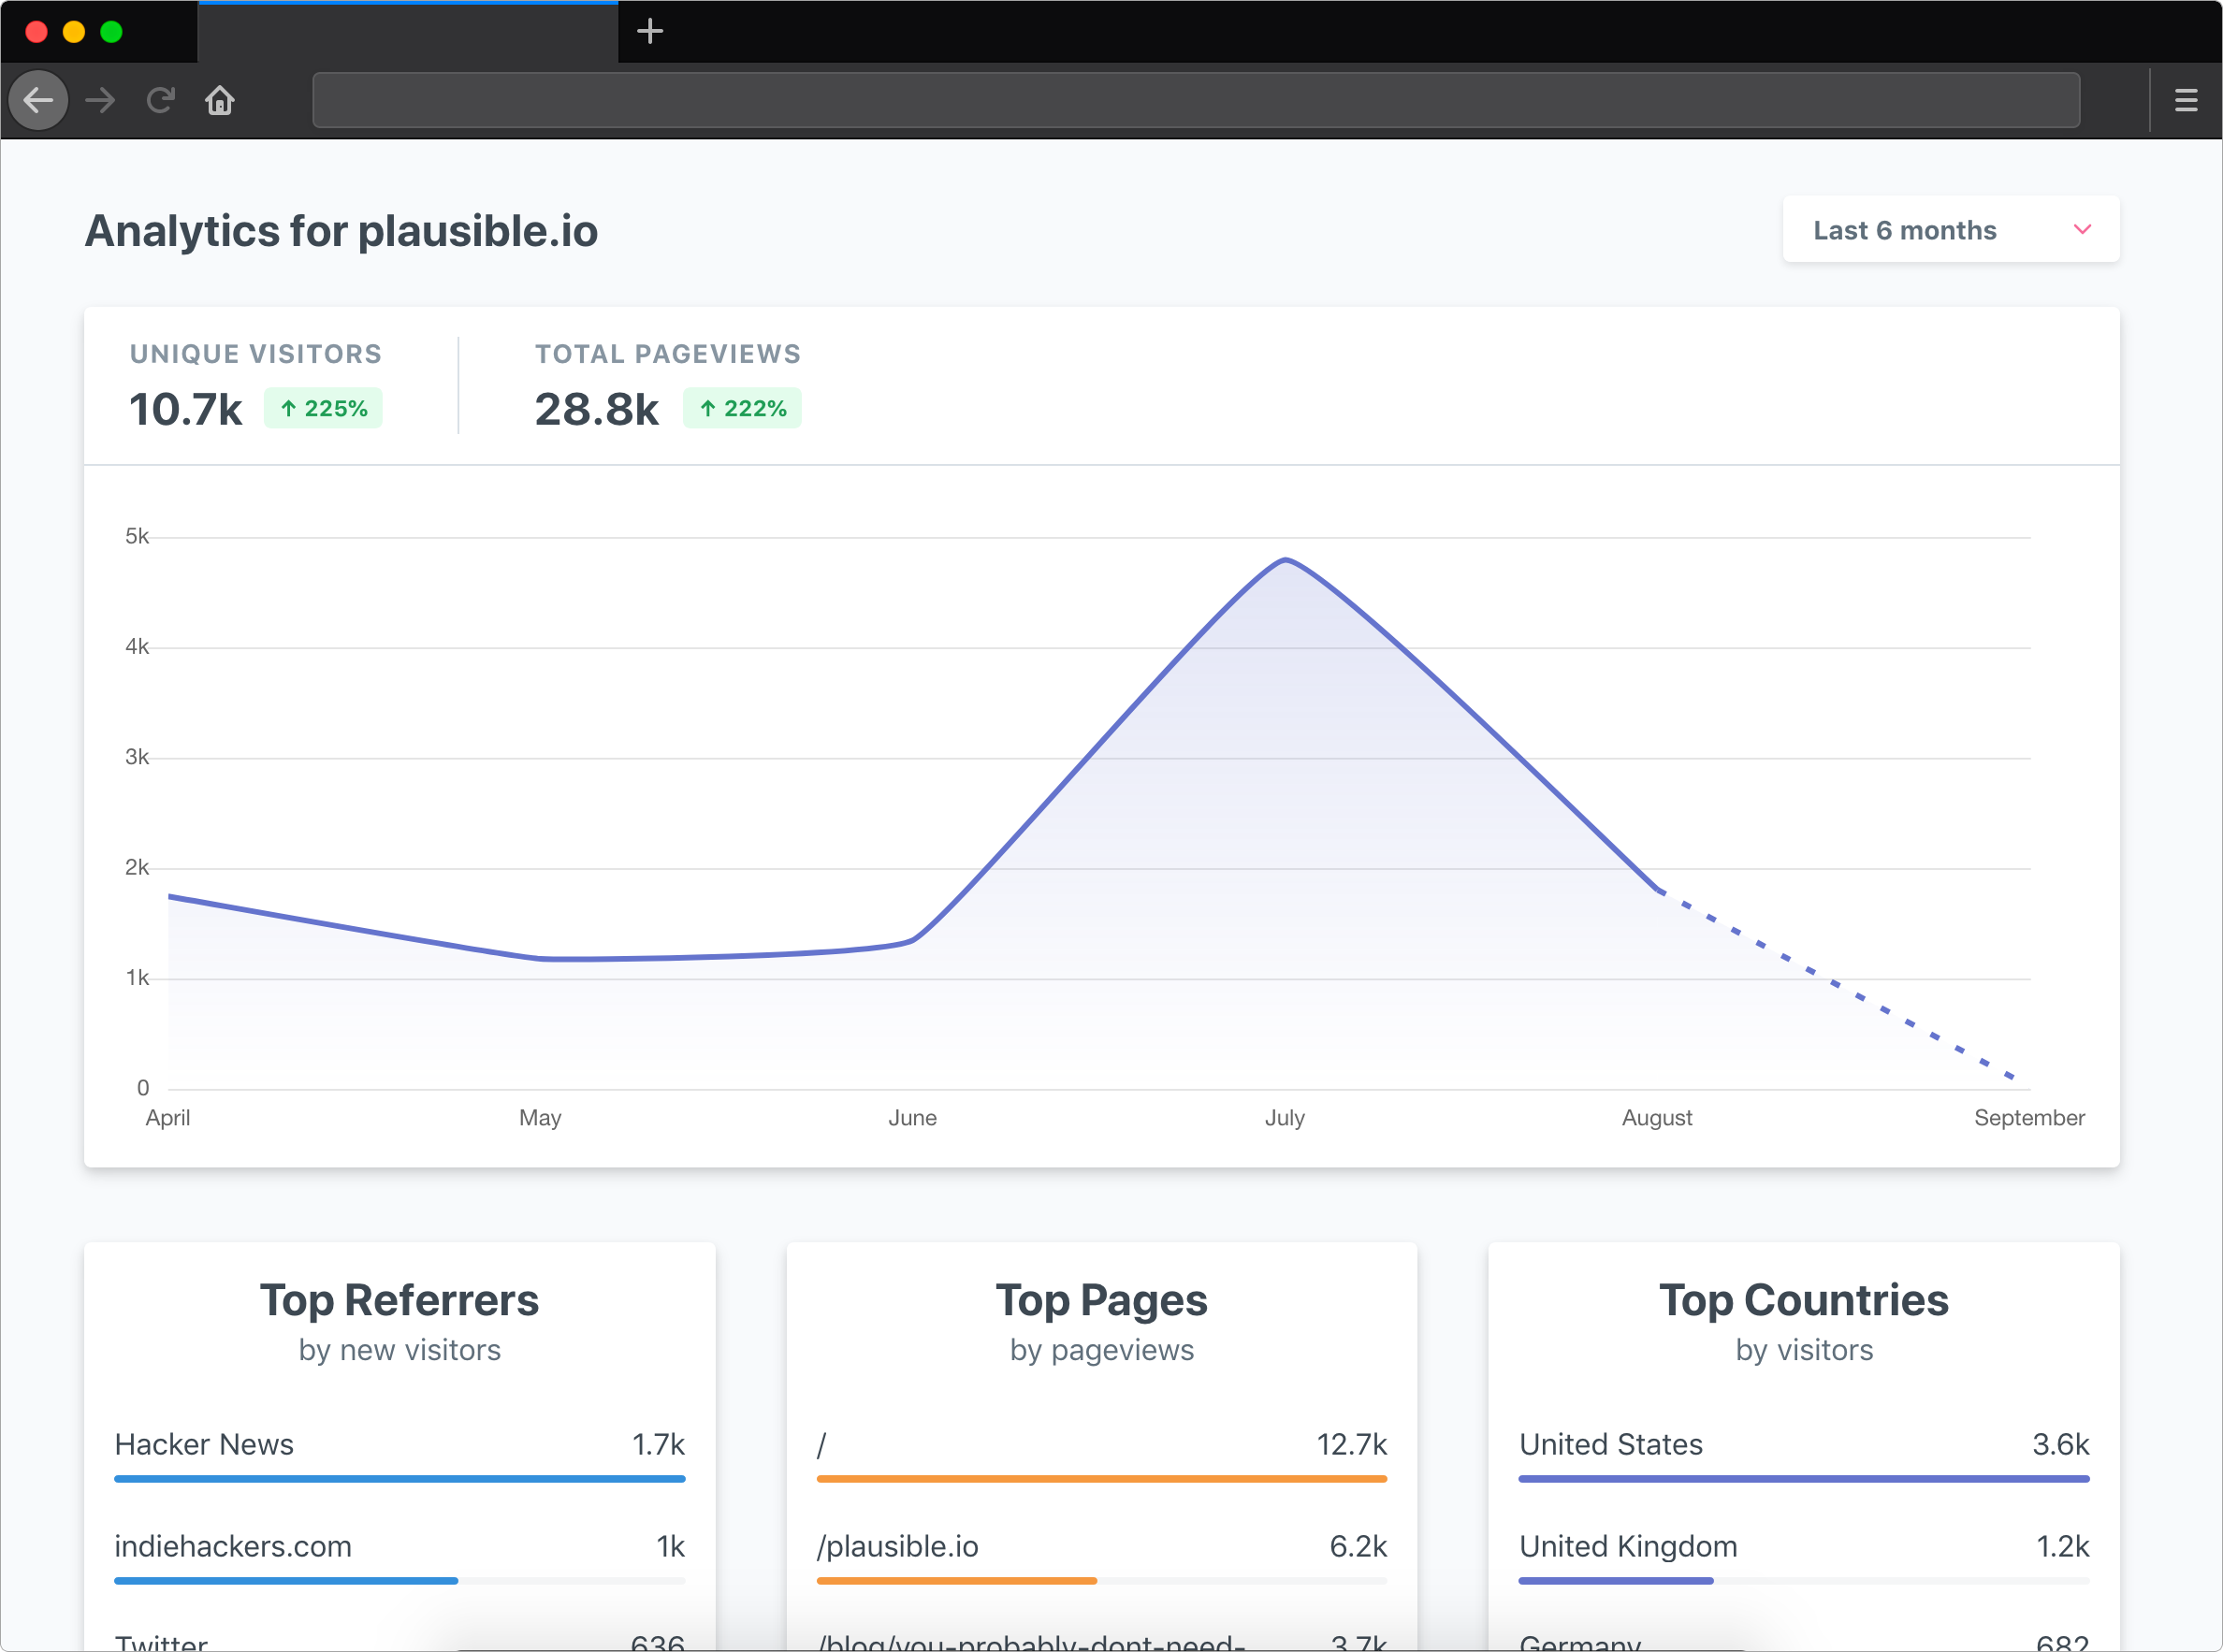 Analytics for plausible.io
Last 6 months
UNIQUE VISITORS
10.7k ↑ 225%
TOTAL PAGEVIEWS
28.8k ↑ 222%
5k
4k
3k
2k
1k
0
April May June July August September
Top Referrers
by new visitors
Hacker News 1.7k
indiehackers.com 1k
Twitter 636
Top Pages
by pageviews
/ 12.7k
/plausible.io 6.2k
/blog/you-probably-dont-need- 3.7k
Top Countries
by visitors
United States 3.6k
United Kingdom 1.2k
Germany 682